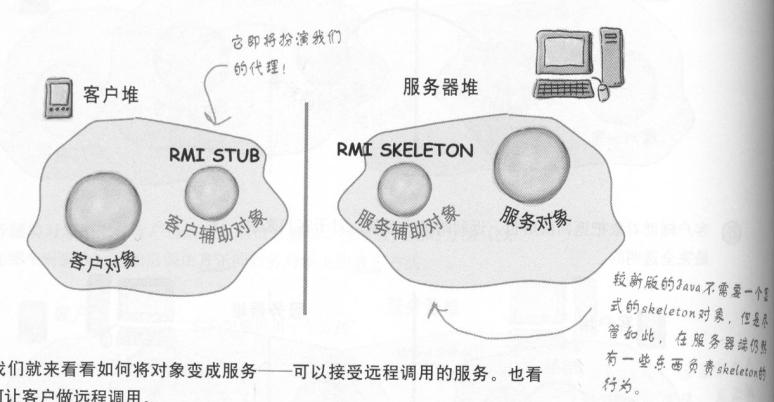 它即将扮演我们
的代理！
客户堆
服务器堆
RMI STUB
RMI SKELETON
客户对象
客户辅助对象
服务辅助对象
服务对象
较新版的Java不需要一个显
式的skeleton对象，但是尽
管如此，在服务器端仍然
有一些东西负责skeleton的
行为。
我们就来看看如何将对象变成服务——可以接受远程调用的服务。也看
可让客户做远程调用。